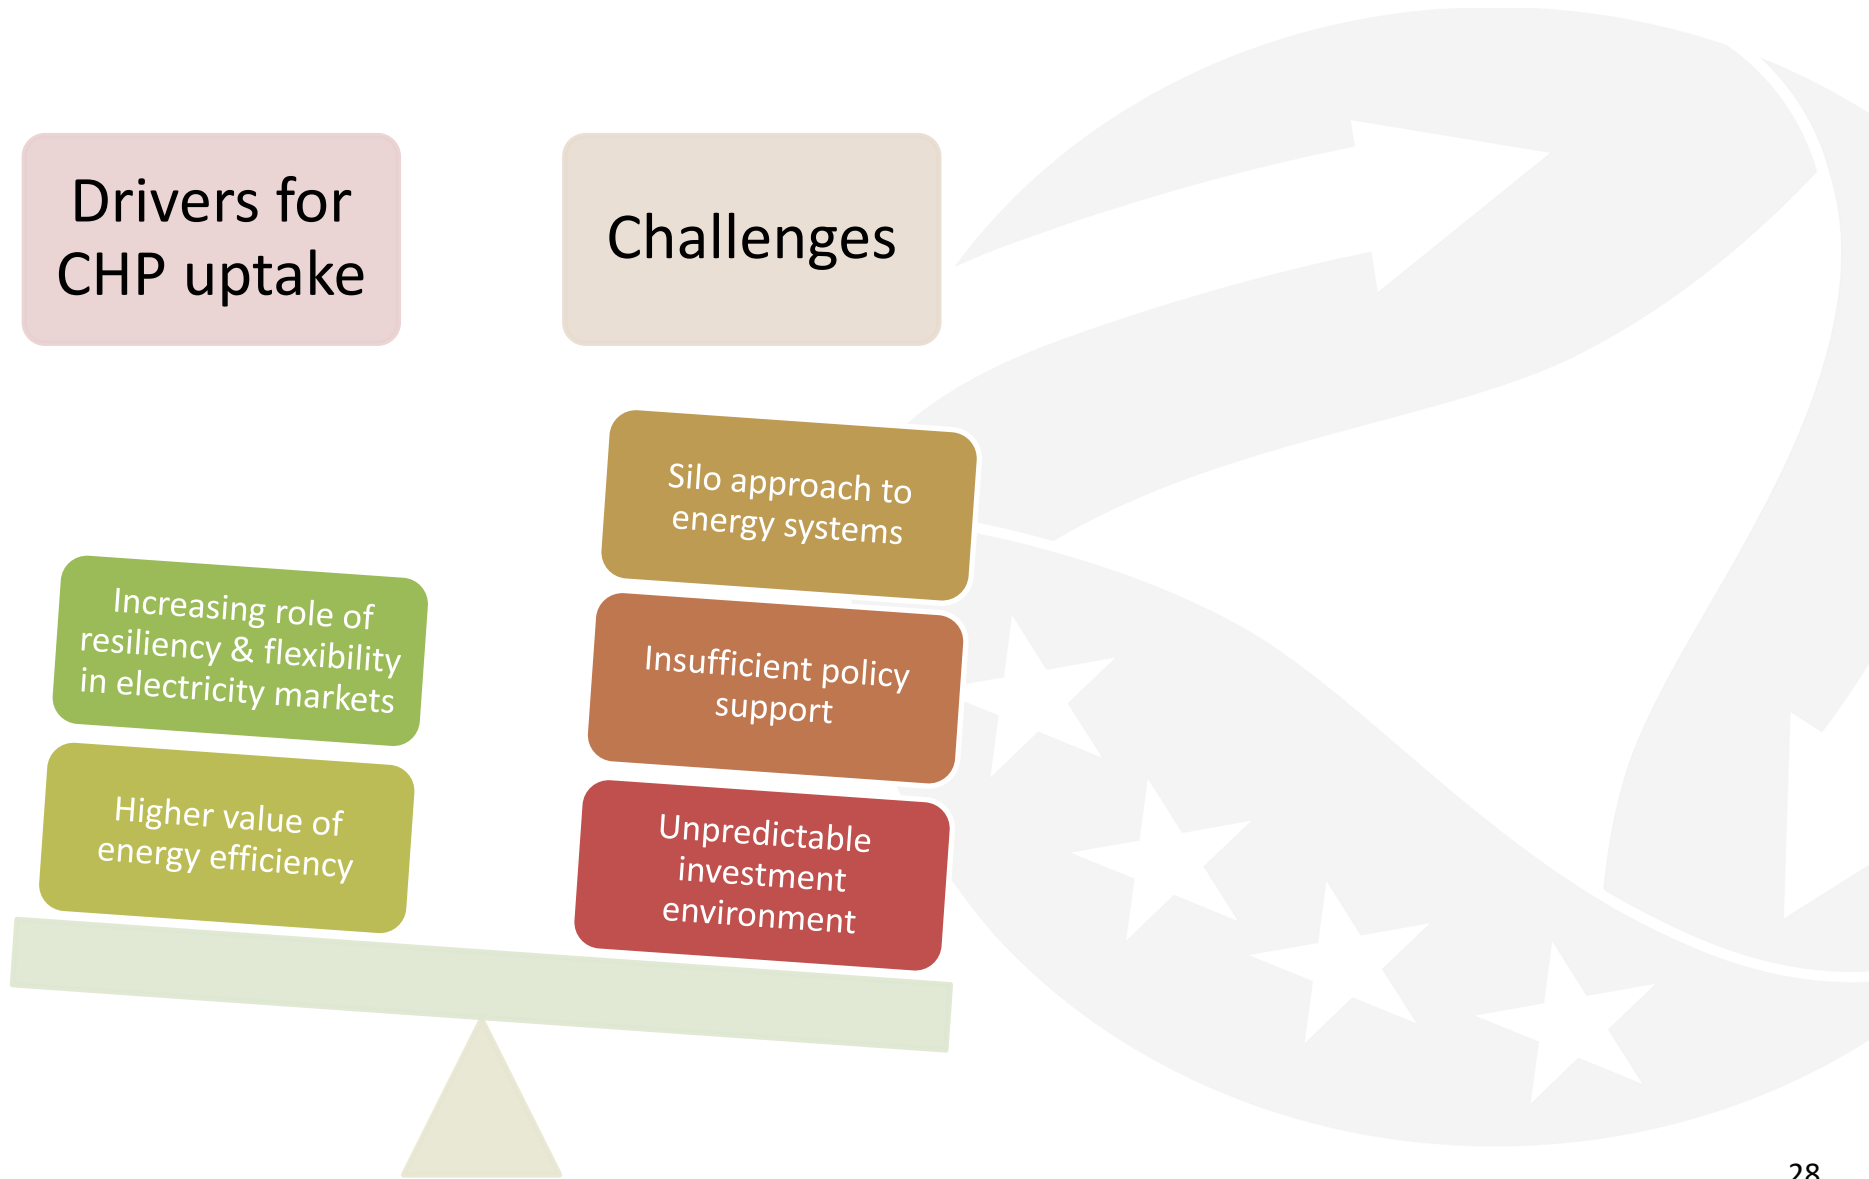 Drivers for
CHP uptake
Challenges
Increasing role of
resiliency & flexibility
in electricity markets
Higher value of
energy efficiency
Silo approach to
energy systems
Insufficient policy
support
Unpredictable
investment
environment
28